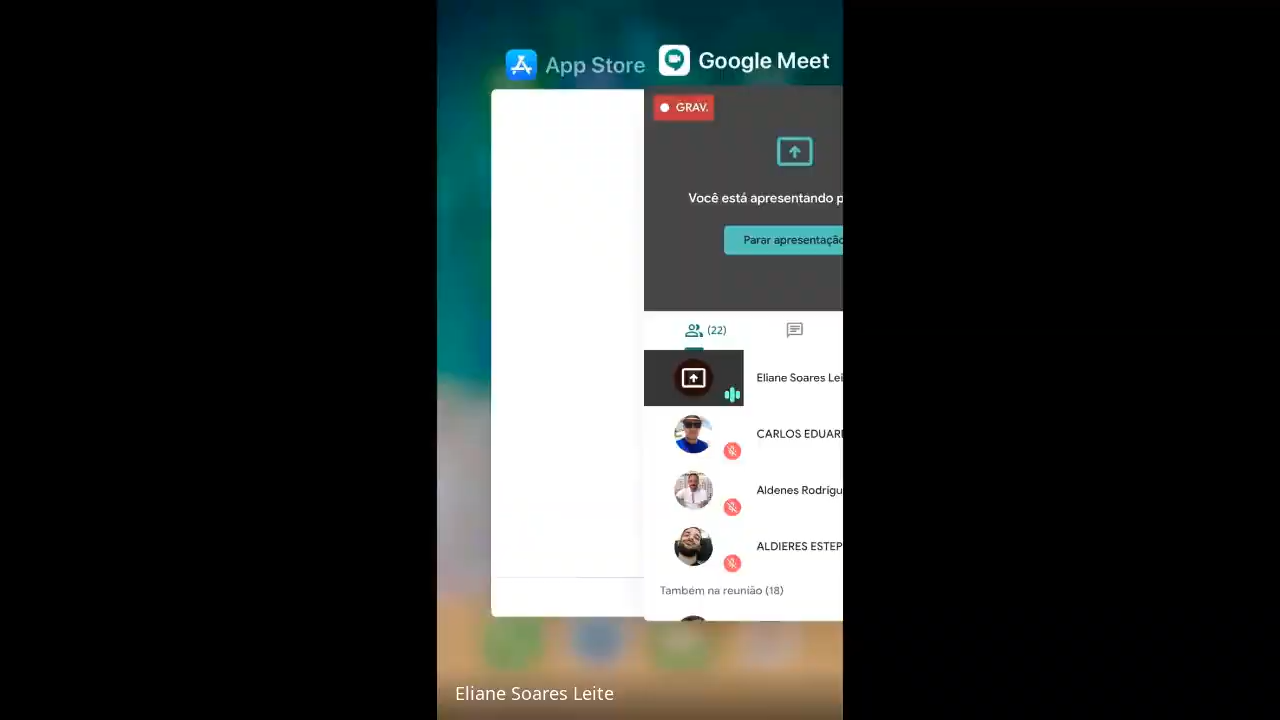 App Store
Google Meet
GRAV.
Você está apresentando p
Parar apresentação
(22)
Eliane Soares Lei
CARLOS EDUAR
Aldenes Rodrigu
ALDIERES ESTEP
Também na reunião (18)
Eliane Soares Leite